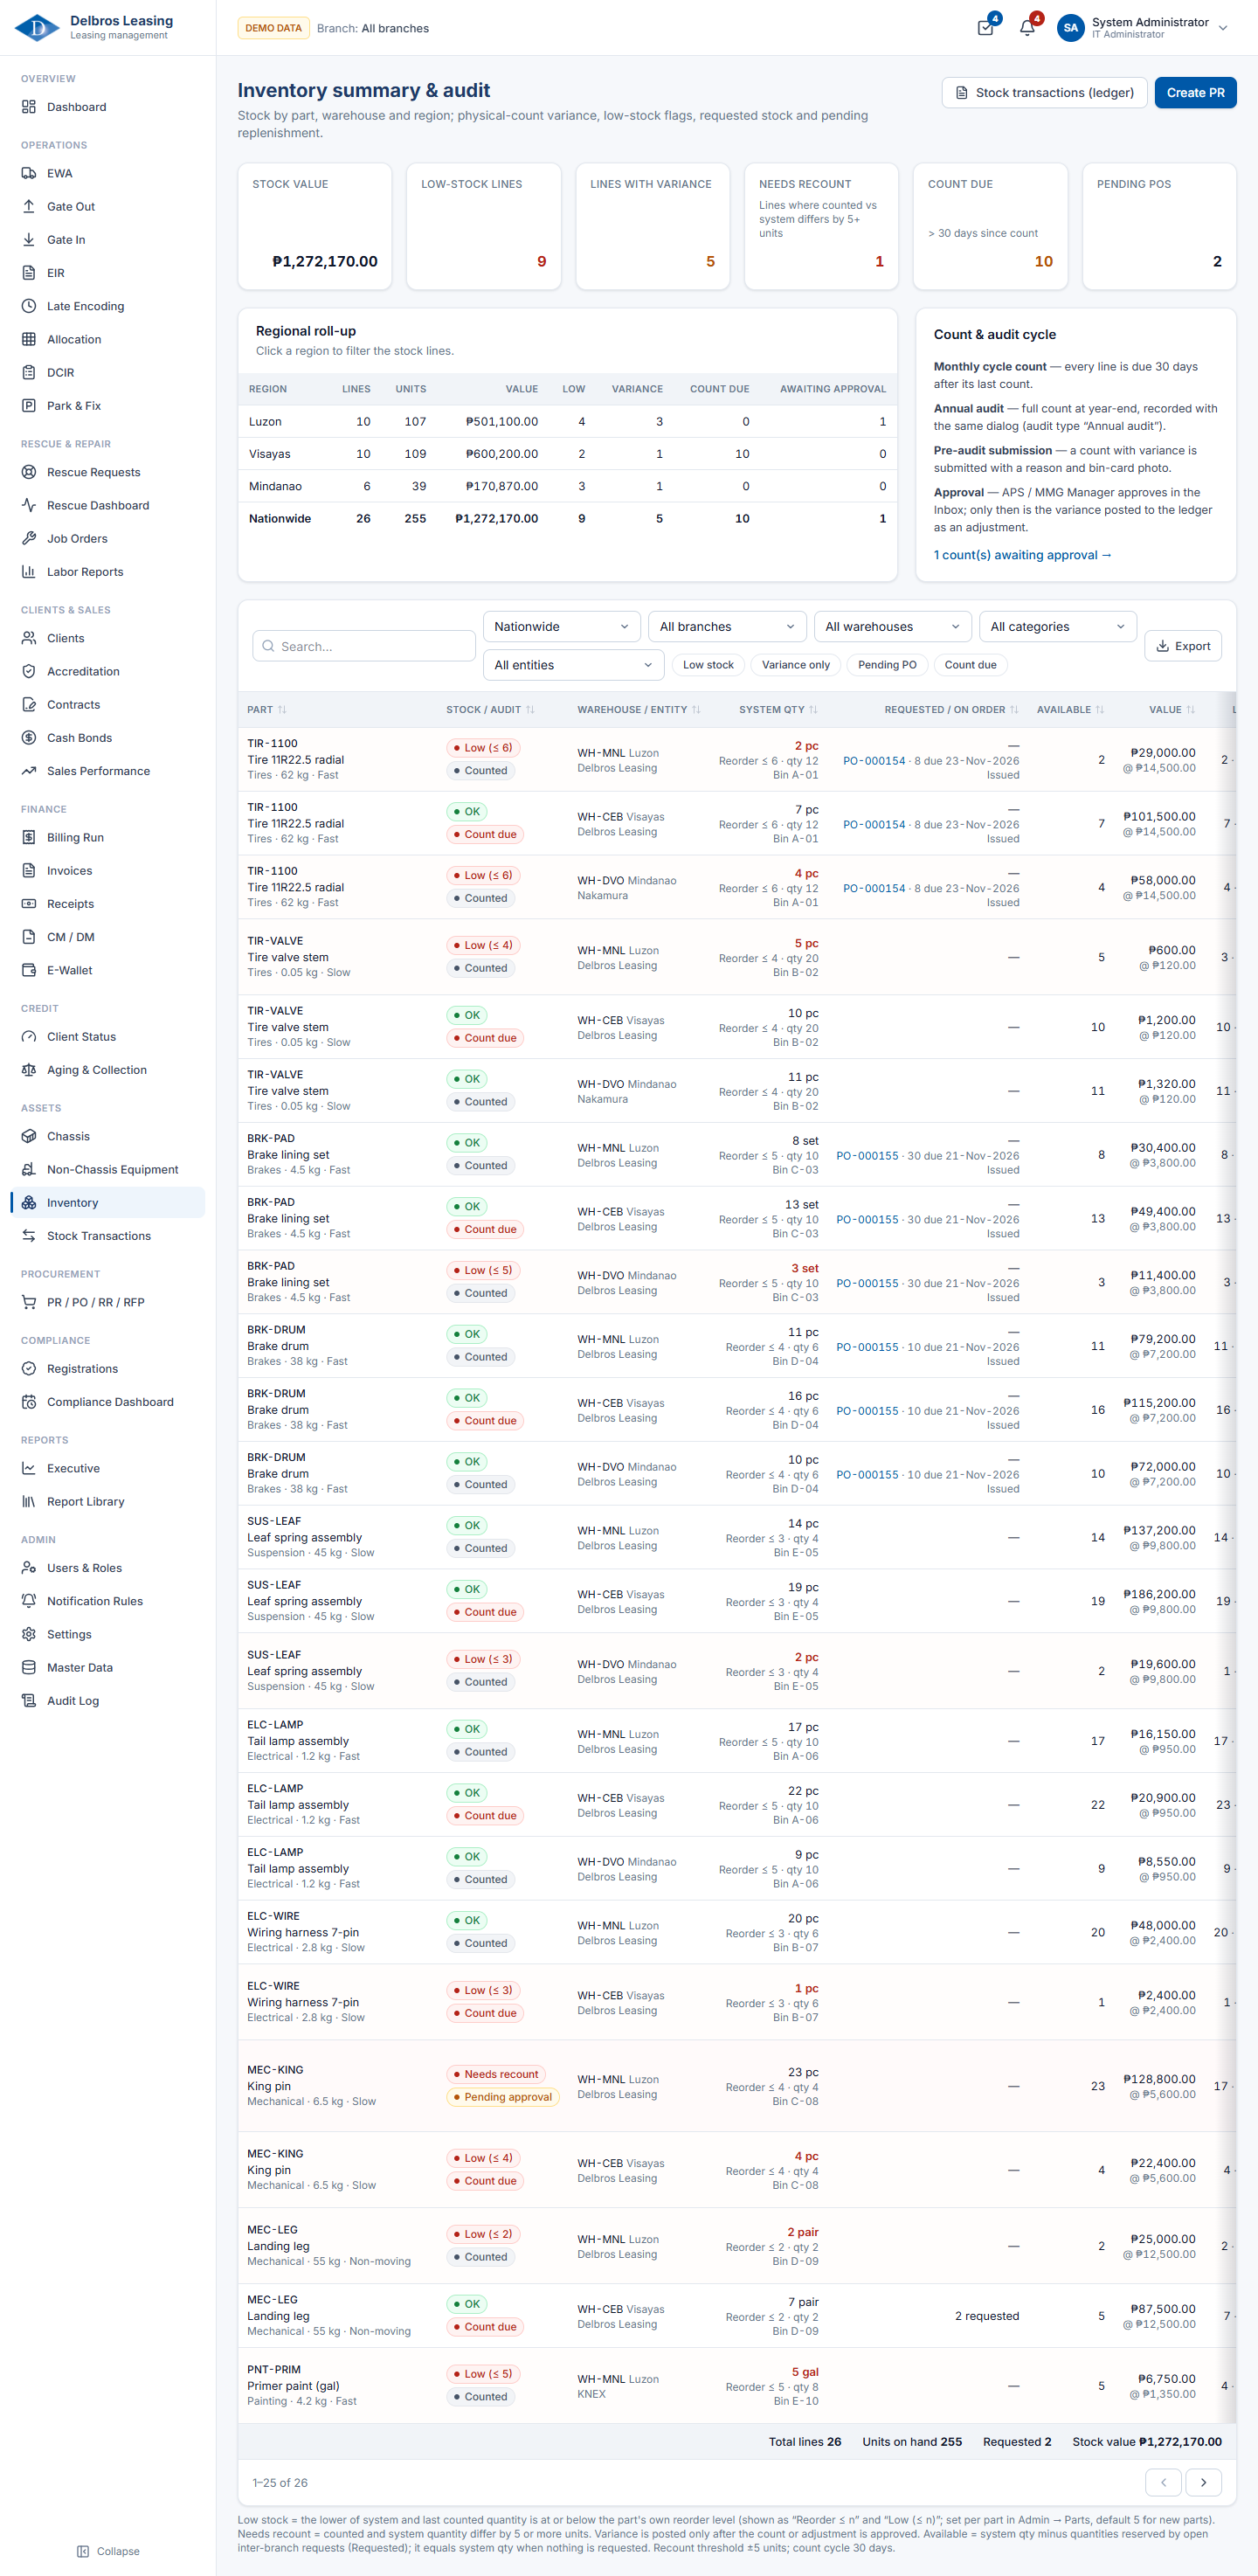 Delbros Leasing
Leasing management
DEMO DATA Branch: All branches
4 4 SA System Administrator
IT Administrator
OVERVIEW
Dashboard
OPERATIONS
EWA
Gate Out
Gate In
EIR
Late Encoding
Allocation
DCIR
Park & Fix
RESCUE & REPAIR
Rescue Requests
Rescue Dashboard
Job Orders
Labor Reports
CLIENTS & SALES
Clients
Accreditation
Contracts
Cash Bonds
Sales Performance
FINANCE
Billing Run
Invoices
Receipts
CM / DM
E-Wallet
CREDIT
Client Status
Aging & Collection
ASSETS
Chassis
Non-Chassis Equipment
Inventory
Stock Transactions
PROCUREMENT
PR / PO / RR / RFP
COMPLIANCE
Registrations
Compliance Dashboard
REPORTS
Executive
Report Library
ADMIN
Users & Roles
Notification Rules
Settings
Master Data
Audit Log
Collapse
Inventory summary & audit
Stock by part, warehouse and region; physical-count variance, low-stock flags, requested stock and pending
replenishment.
Stock transactions (ledger) Create PR
STOCK VALUE
₱1,272,170.00
LOW-STOCK LINES
9
LINES WITH VARIANCE
5
NEEDS RECOUNT
Lines where counted vs
system differs by 5+
units
1
COUNT DUE
> 30 days since count
10
PENDING POS
2
Regional roll-up
Click a region to filter the stock lines.
REGION LINES UNITS VALUE LOW VARIANCE COUNT DUE AWAITING APPROVAL
Luzon 10 107 ₱501,100.00 4 3 0 1
Visayas 10 109 ₱600,200.00 2 1 10 0
Mindanao 6 39 ₱170,870.00 3 1 0 0
Nationwide 26 255 ₱1,272,170.00 9 5 10 1
Count & audit cycle
Monthly cycle count — every line is due 30 days
after its last count.
Annual audit — full count at year-end, recorded with
the same dialog (audit type “Annual audit”).
Pre-audit submission — a count with variance is
submitted with a reason and bin-card photo.
Approval — APS / MMG Manager approves in the
Inbox; only then is the variance posted to the ledger
as an adjustment.
1 count(s) awaiting approval →
Search...
Nationwide All branches All warehouses All categories
All entities Low stock Variance only Pending PO Count due
Export
PART STOCK / AUDIT WAREHOUSE / ENTITY SYSTEM QTY REQUESTED / ON ORDER AVAILABLE VALUE L
TIR-1100 Low (≤ 6) WH-MNL Luzon 2 pc — 2 ₱29,000.00 2 ·
Tire 11R22.5 radial Counted Delbros Leasing Reorder ≤ 6 · qty 12 PO-000154 · 8 due 23-Nov-2026 @ ₱14,500.00
Tires · 62 kg · Fast Bin A-01 Issued
TIR-1100 OK WH-CEB Visayas 7 pc — 7 ₱101,500.00 7 ·
Tire 11R22.5 radial Count due Delbros Leasing Reorder ≤ 6 · qty 12 PO-000154 · 8 due 23-Nov-2026 @ ₱14,500.00
Tires · 62 kg · Fast Bin A-01 Issued
TIR-1100 Low (≤ 6) WH-DVO Mindanao 4 pc — 4 ₱58,000.00 4 ·
Tire 11R22.5 radial Counted Nakamura Reorder ≤ 6 · qty 12 PO-000154 · 8 due 23-Nov-2026 @ ₱14,500.00
Tires · 62 kg · Fast Bin A-01 Issued
TIR-VALVE Low (≤ 4) WH-MNL Luzon 5 pc — 5 ₱600.00 3 ·
Tire valve stem Counted Delbros Leasing Reorder ≤ 4 · qty 20 @ ₱120.00
Tires · 0.05 kg · Slow Bin B-02
TIR-VALVE OK WH-CEB Visayas 10 pc — 10 ₱1,200.00 10 ·
Tire valve stem Count due Delbros Leasing Reorder ≤ 4 · qty 20 @ ₱120.00
Tires · 0.05 kg · Slow Bin B-02
TIR-VALVE OK WH-DVO Mindanao 11 pc — 11 ₱1,320.00 11 ·
Tire valve stem Counted Nakamura Reorder ≤ 4 · qty 20 @ ₱120.00
Tires · 0.05 kg · Slow Bin B-02
BRK-PAD OK WH-MNL Luzon 8 set — 8 ₱30,400.00 8 ·
Brake lining set Counted Delbros Leasing Reorder ≤ 5 · qty 10 PO-000155 · 30 due 21-Nov-2026 @ ₱3,800.00
Brakes · 4.5 kg · Fast Bin C-03 Issued
BRK-PAD OK WH-CEB Visayas 13 set — 13 ₱49,400.00 13 ·
Brake lining set Count due Delbros Leasing Reorder ≤ 5 · qty 10 PO-000155 · 30 due 21-Nov-2026 @ ₱3,800.00
Brakes · 4.5 kg · Fast Bin C-03 Issued
BRK-PAD Low (≤ 5) WH-DVO Mindanao 3 set — 3 ₱11,400.00 3 ·
Brake lining set Counted Delbros Leasing Reorder ≤ 5 · qty 10 PO-000155 · 30 due 21-Nov-2026 @ ₱3,800.00
Brakes · 4.5 kg · Fast Bin C-03 Issued
BRK-DRUM OK WH-MNL Luzon 11 pc — 11 ₱79,200.00 11 ·
Brake drum Counted Delbros Leasing Reorder ≤ 4 · qty 6 PO-000155 · 10 due 21-Nov-2026 @ ₱7,200.00
Brakes · 38 kg · Fast Bin D-04 Issued
BRK-DRUM OK WH-CEB Visayas 16 pc — 16 ₱115,200.00 16 ·
Brake drum Count due Delbros Leasing Reorder ≤ 4 · qty 6 PO-000155 · 10 due 21-Nov-2026 @ ₱7,200.00
Brakes · 38 kg · Fast Bin D-04 Issued
BRK-DRUM OK WH-DVO Mindanao 10 pc — 10 ₱72,000.00 10 ·
Brake drum Counted Delbros Leasing Reorder ≤ 4 · qty 6 PO-000155 · 10 due 21-Nov-2026 @ ₱7,200.00
Brakes · 38 kg · Fast Bin D-04 Issued
SUS-LEAF OK WH-MNL Luzon 14 pc — 14 ₱137,200.00 14 ·
Leaf spring assembly Counted Delbros Leasing Reorder ≤ 3 · qty 4 @ ₱9,800.00
Suspension · 45 kg · Slow Bin E-05
SUS-LEAF OK WH-CEB Visayas 19 pc — 19 ₱186,200.00 19 ·
Leaf spring assembly Count due Delbros Leasing Reorder ≤ 3 · qty 4 @ ₱9,800.00
Suspension · 45 kg · Slow Bin E-05
SUS-LEAF Low (≤ 3) WH-DVO Mindanao 2 pc — 2 ₱19,600.00 1 ·
Leaf spring assembly Counted Delbros Leasing Reorder ≤ 3 · qty 4 @ ₱9,800.00
Suspension · 45 kg · Slow Bin E-05
ELC-LAMP OK WH-MNL Luzon 17 pc — 17 ₱16,150.00 17 ·
Tail lamp assembly Counted Delbros Leasing Reorder ≤ 5 · qty 10 @ ₱950.00
Electrical · 1.2 kg · Fast Bin A-06
ELC-LAMP OK WH-CEB Visayas 22 pc — 22 ₱20,900.00 23 ·
Tail lamp assembly Count due Delbros Leasing Reorder ≤ 5 · qty 10 @ ₱950.00
Electrical · 1.2 kg · Fast Bin A-06
ELC-LAMP OK WH-DVO Mindanao 9 pc — 9 ₱8,550.00 9 ·
Tail lamp assembly Counted Delbros Leasing Reorder ≤ 5 · qty 10 @ ₱950.00
Electrical · 1.2 kg · Fast Bin A-06
ELC-WIRE OK WH-MNL Luzon 20 pc — 20 ₱48,000.00 20 ·
Wiring harness 7-pin Counted Delbros Leasing Reorder ≤ 3 · qty 6 @ ₱2,400.00
Electrical · 2.8 kg · Slow Bin B-07
ELC-WIRE Low (≤ 3) WH-CEB Visayas 1 pc — 1 ₱2,400.00 1 ·
Wiring harness 7-pin Count due Delbros Leasing Reorder ≤ 3 · qty 6 @ ₱2,400.00
Electrical · 2.8 kg · Slow Bin B-07
MEC-KING Needs recount WH-MNL Luzon 23 pc — 23 ₱128,800.00 17 ·
King pin Pending approval Delbros Leasing Reorder ≤ 4 · qty 4 @ ₱5,600.00
Mechanical · 6.5 kg · Slow Bin C-08
MEC-KING Low (≤ 4) WH-CEB Visayas 4 pc — 4 ₱22,400.00 4 ·
King pin Count due Delbros Leasing Reorder ≤ 4 · qty 4 @ ₱5,600.00
Mechanical · 6.5 kg · Slow Bin C-08
MEC-LEG Low (≤ 2) WH-MNL Luzon 2 pair — 2 ₱25,000.00 2 ·
Landing leg Counted Delbros Leasing Reorder ≤ 2 · qty 2 @ ₱12,500.00
Mechanical · 55 kg · Non-moving Bin D-09
MEC-LEG OK WH-CEB Visayas 7 pair 2 requested 5 ₱87,500.00 7 ·
Landing leg Count due Delbros Leasing Reorder ≤ 2 · qty 2 @ ₱12,500.00
Mechanical · 55 kg · Non-moving Bin D-09
PNT-PRIM Low (≤ 5) WH-MNL Luzon 5 gal — 5 ₱6,750.00 4 ·
Primer paint (gal) Counted KNEX Reorder ≤ 5 · qty 8 @ ₱1,350.00
Painting · 4.2 kg · Fast Bin E-10
Total lines 26 Units on hand 255 Requested 2 Stock value ₱1,272,170.00
1–25 of 26
Low stock = the lower of system and last counted quantity is at or below the part's own reorder level (shown as “Reorder ≤ n” and “Low (≤ n)”; set per part in Admin → Parts, default 5 for new parts).
Needs recount = counted and system quantity differ by 5 or more units. Variance is posted only after the count or adjustment is approved. Available = system qty minus quantities reserved by open
inter-branch requests (Requested); it equals system qty when nothing is requested. Recount threshold ±5 units; count cycle 30 days.